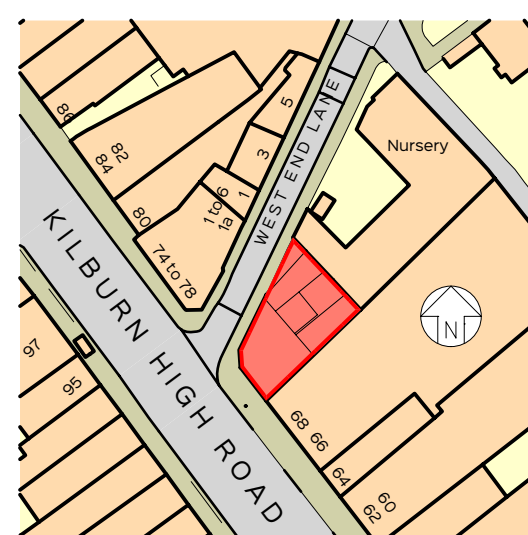 86
84
82
80
74 to 78
1 to 6
1a
1
3
5
WEST END LANE
Nursery
KILBURN HIGH ROAD
N
97
95
68
66
64
62
60